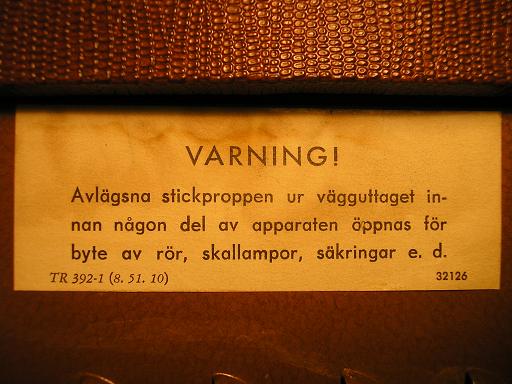 VARNING!
Avlägsna stickproppen ur vägguttaget in-
nan någon del av apparaten öppnas för
byte av rör, skallampor, säkringar e. d.
TR 392-1 (8. 51. 10) 32126